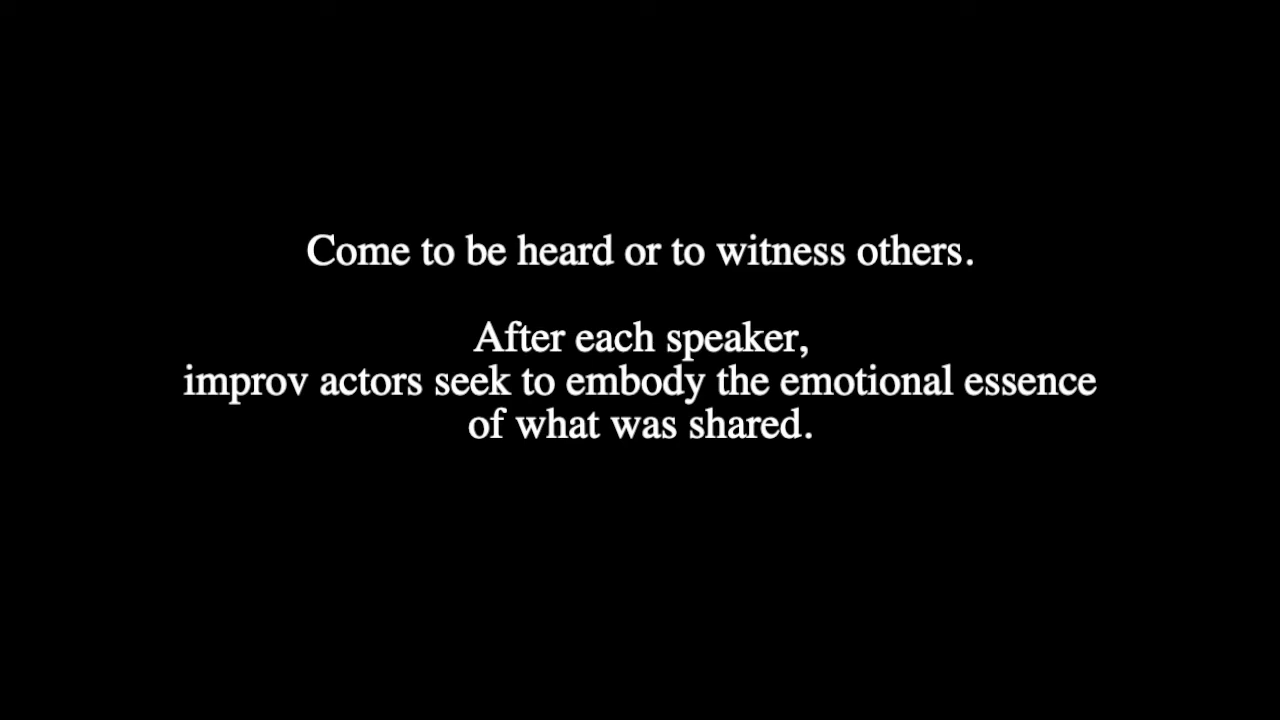 Come to be heard or to witness others.
After each speaker,
improv actors seek to embody the emotional essence
of what was shared.